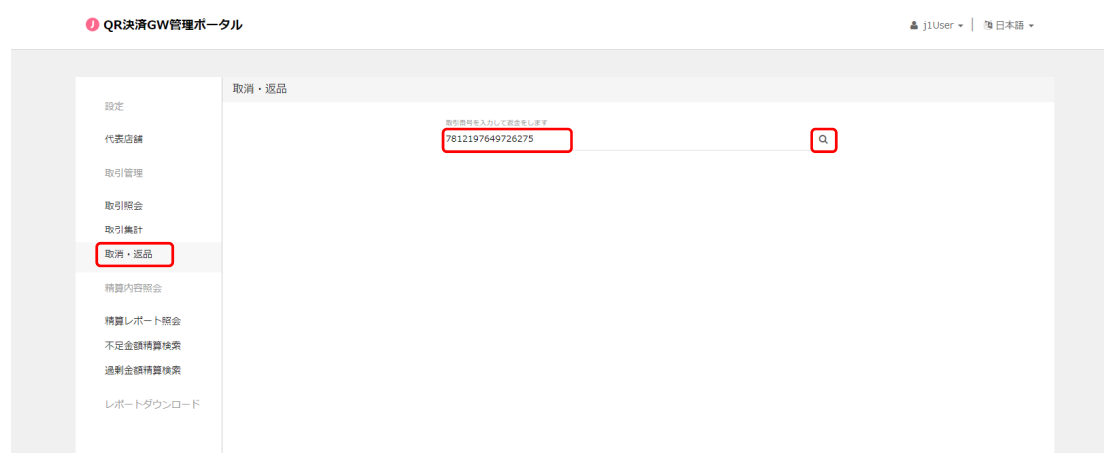 J QR決済GW管理ポータル
j1User
日本語
設定
代表店舗
取引管理
取引照会
取引集計
取消・返品
精算内容照会
精算レポート照会
不足金額精算検索
過剰金額精算検索
レポートダウンロード
取消・返品
取引番号を入力して返金をします
7812197649726275